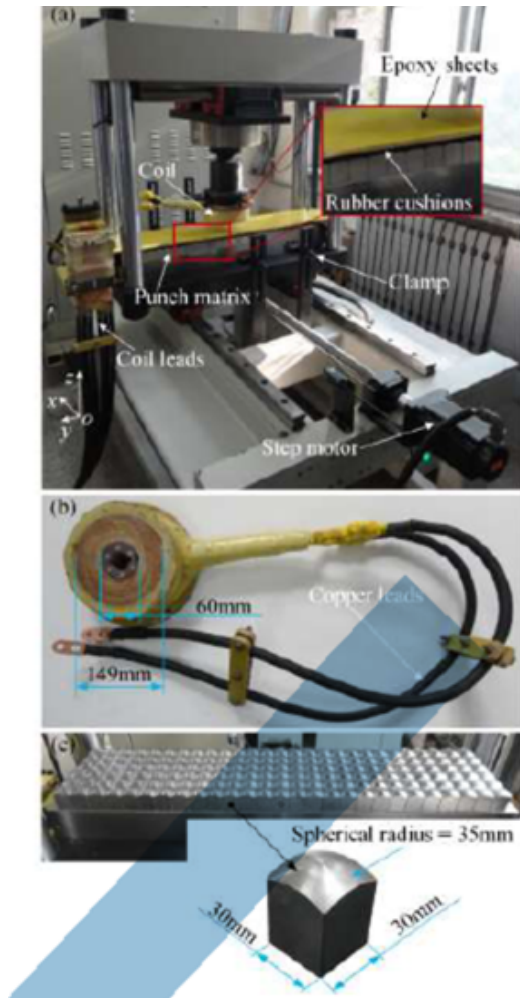 (a)
Epoxy sheets
Coil
Rubber cushions
Punch matrix
Clamp
Coil leads
z
x
o
y
Step motor
(b)
60mm
Copper leads
149mm
(c)
Spherical radius = 35mm
30mm
30mm